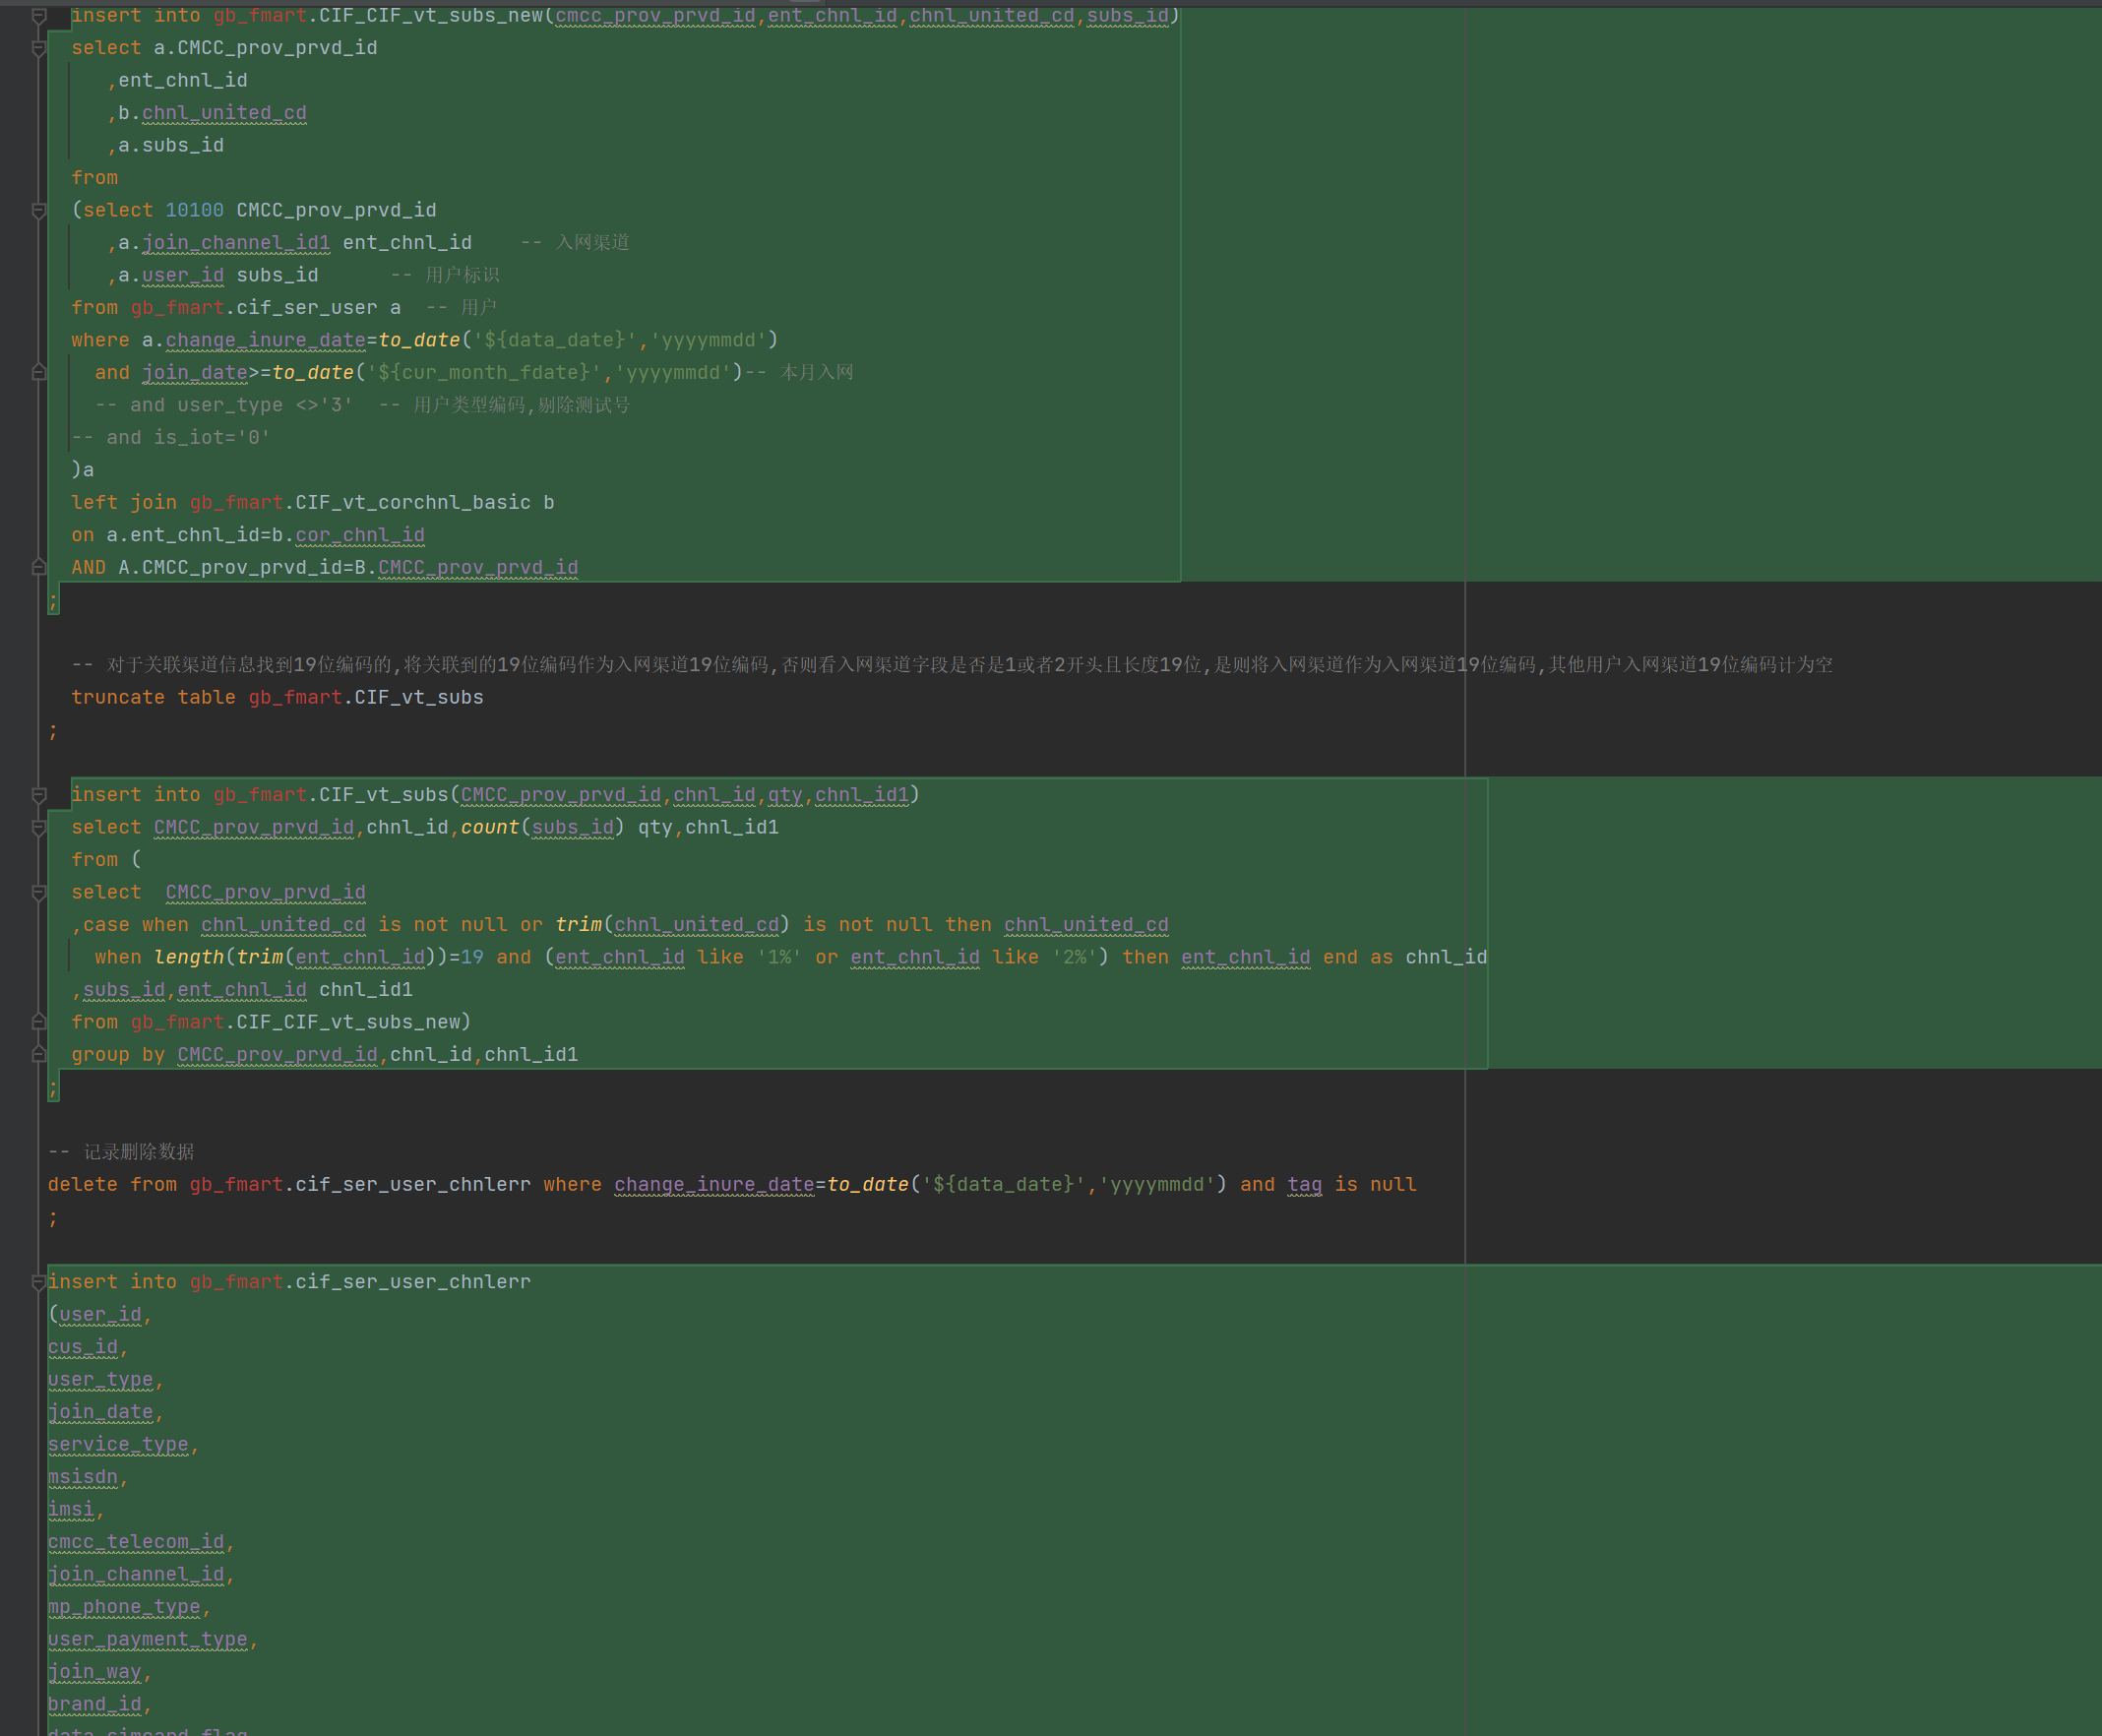 insert into gb_fmart.CIF_CIF_vt_subs_new(cmcc_prov_prvd_id,ent_chnl_id,chnl_united_cd,subs_id)
select a.CMCC_prov_prvd_id
,ent_chnl_id
,b.chnl_united_cd
,a.subs_id
from
(select 10100 CMCC_prov_prvd_id
,a.join_channel_id1 ent_chnl_id    -- 入网渠道
,a.user_id subs_id      -- 用户标识
from gb_fmart.cif_ser_user a  -- 用户
where a.change_inure_date=to_date('${data_date}','yyyymmdd')
and join_date>=to_date('${cur_month_fdate}','yyyymmdd')-- 本月入网
-- and user_type <>'3'  -- 用户类型编码,剔除测试号
-- and is_iot='0'
)a
left join gb_fmart.CIF_vt_corchnl_basic b
on a.ent_chnl_id=b.cor_chnl_id
AND A.CMCC_prov_prvd_id=B.CMCC_prov_prvd_id
;
-- 对于关联渠道信息找到19位编码的,将关联到的19位编码作为入网渠道19位编码,否则看入网渠道字段是否是1或者2开头且长度19位,是则将入网渠道作为入网渠道19位编码,其他用户入网渠道19位编码计为空
truncate table gb_fmart.CIF_vt_subs
;
insert into gb_fmart.CIF_vt_subs(CMCC_prov_prvd_id,chnl_id,qty,chnl_id1)
select CMCC_prov_prvd_id,chnl_id,count(subs_id) qty,chnl_id1
from (
select  CMCC_prov_prvd_id
,case when chnl_united_cd is not null or trim(chnl_united_cd) is not null then chnl_united_cd
when length(trim(ent_chnl_id))=19 and (ent_chnl_id like '1%' or ent_chnl_id like '2%') then ent_chnl_id end as chnl_id
,subs_id,ent_chnl_id chnl_id1
from gb_fmart.CIF_CIF_vt_subs_new)
group by CMCC_prov_prvd_id,chnl_id,chnl_id1
;
-- 记录删除数据
delete from gb_fmart.cif_ser_user_chnlerr where change_inure_date=to_date('${data_date}','yyyymmdd') and tag is null
;
insert into gb_fmart.cif_ser_user_chnlerr
(user_id,
cus_id,
user_type,
join_date,
service_type,
msisdn,
imsi,
cmcc_telecom_id,
join_channel_id,
mp_phone_type,
user_payment_type,
join_way,
brand_id,